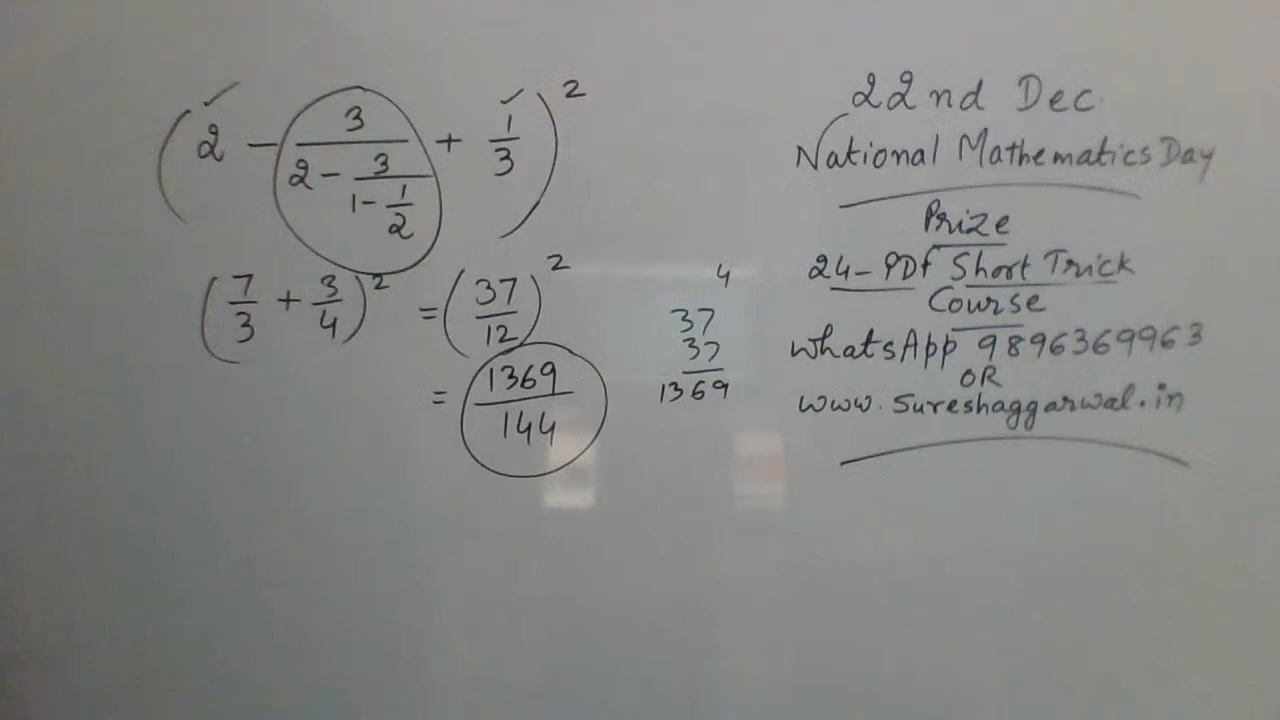 (2 - 3/(2 - 3/(1 - 1/2)) + 1/3)²
(7/3 + 3/4)² = (37/12)²
= 1369/144
4
37
37
1369
22nd Dec.
National Mathematics Day
Prize
24-PDf Short Trick
Course
WhatsApp 9896369963
OR
www.sureshaggarwal.in